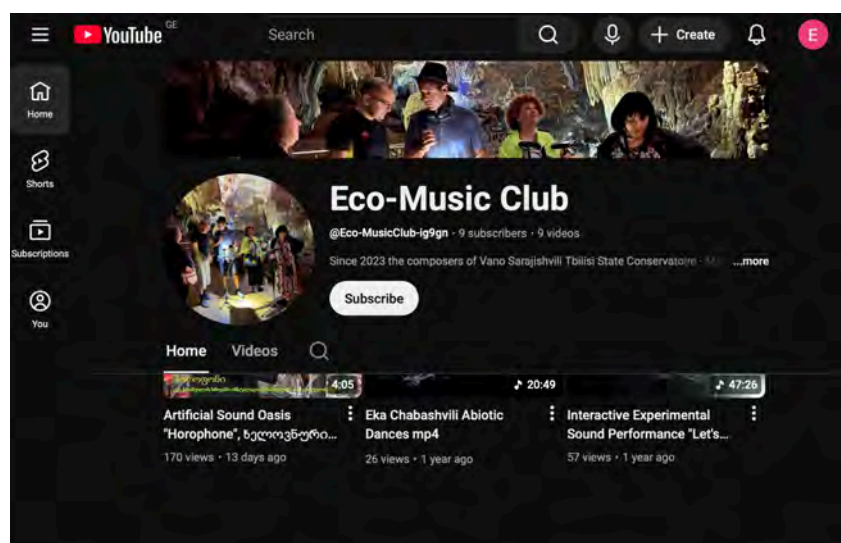 YouTube GE
Search
Create
E
Home
Shorts
Subscriptions
You
Eco-Music Club
@Eco-MusicClub-ig9gn · 9 subscribers · 9 videos
Since 2023 the composers of Vano Sarajishvili Tbilisi State Conservatoire - ...more
Subscribe
Home Videos
4:05
20:49
47:26
Artificial Sound Oasis
"Horophone", ხელოვნური...
170 views · 13 days ago
Eka Chabashvili Abiotic
Dances mp4
26 views · 1 year ago
Interactive Experimental
Sound Performance "Let's...
57 views · 1 year ago